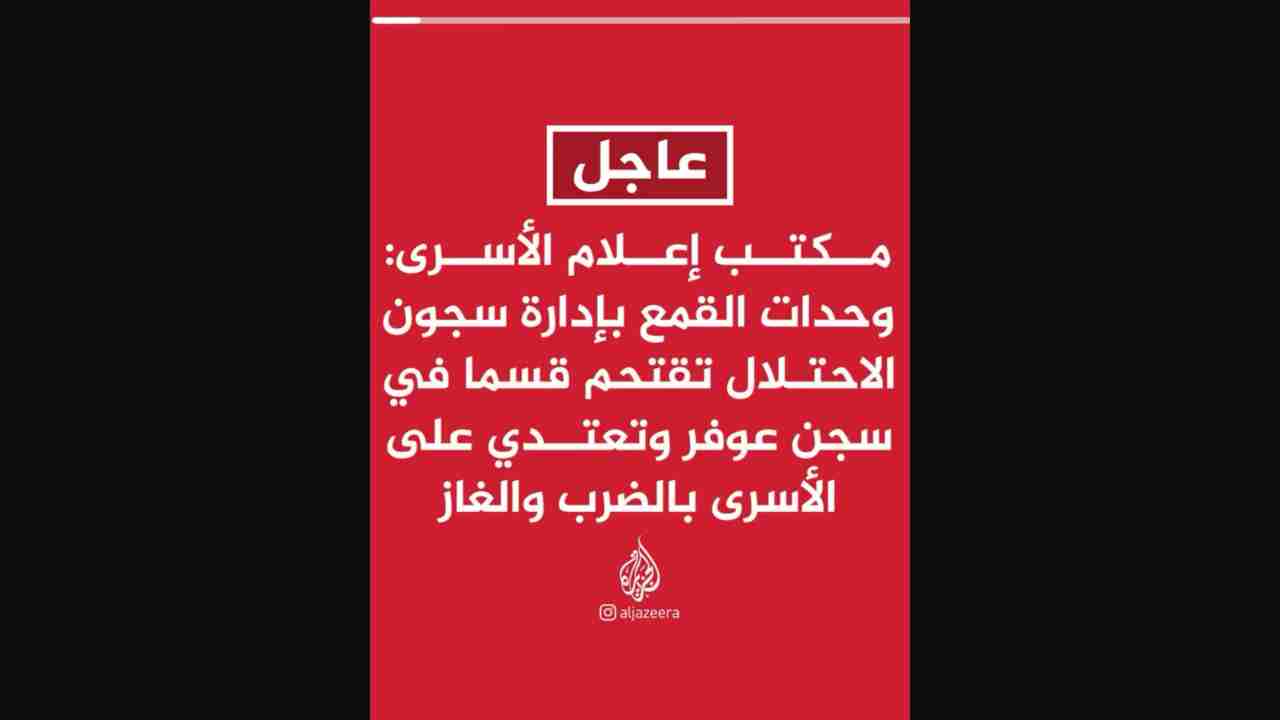 عاجل
مكتب إعلام الأسرى:
وحدات القمع بإدارة سجون
الاحتلال تقتحم قسما في
سجن عوفر وتعتدي على
الأسرى بالضرب والغاز
الجزيرة
aljazeera